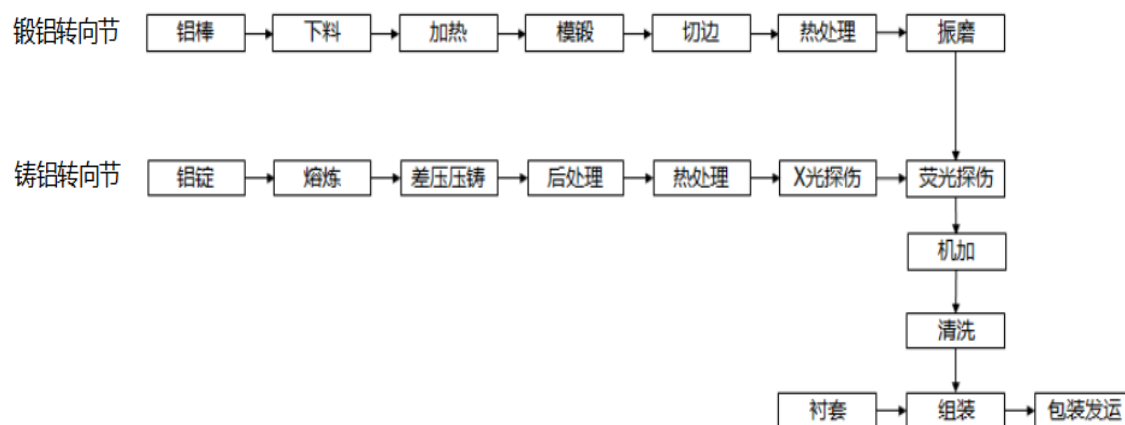 锻铝转向节 铝棒 下料 加热 模锻 切边 热处理 振磨
铸铝转向节 铝锭 熔炼 差压压铸 后处理 热处理 X光探伤 荧光探伤
机加
清洗
衬套 组装 包装发运